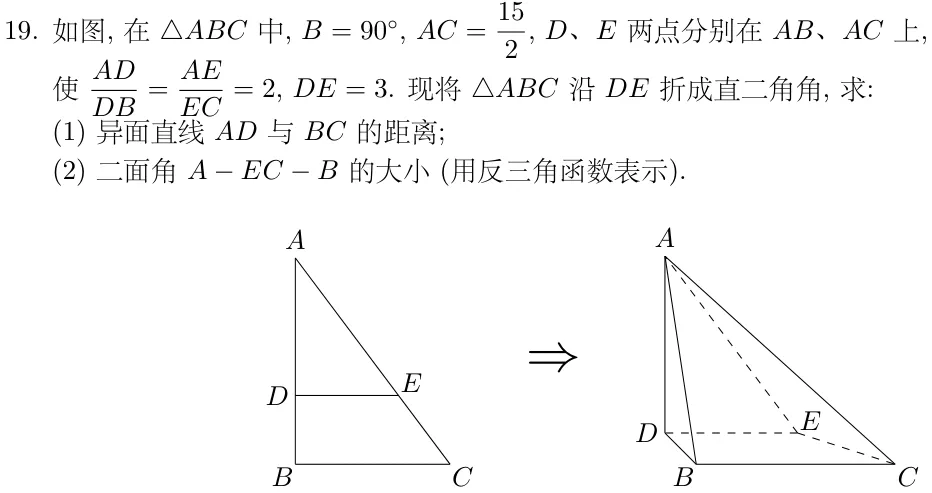 19. 如图, 在 △ABC 中, B = 90°, AC = 15/2, D、E 两点分别在 AB、AC 上,
使 AD/DB = AE/EC = 2, DE = 3. 现将 △ABC 沿 DE 折成直二角角, 求:
(1) 异面直线 AD 与 BC 的距离;
(2) 二面角 A − EC − B 的大小 (用反三角函数表示).
A
D
E
B
C
⇒
A
D
E
B
C